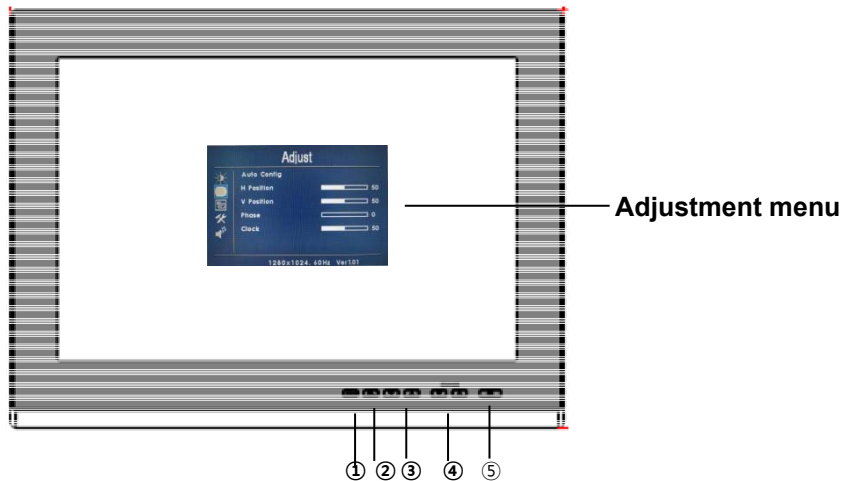 Adjust
Auto Config
H Position 50
V Position 50
Phase 0
Clock 50
1280x1024. 60Hz Ver1.01
Adjustment menu
① ② ③ ④ ⑤